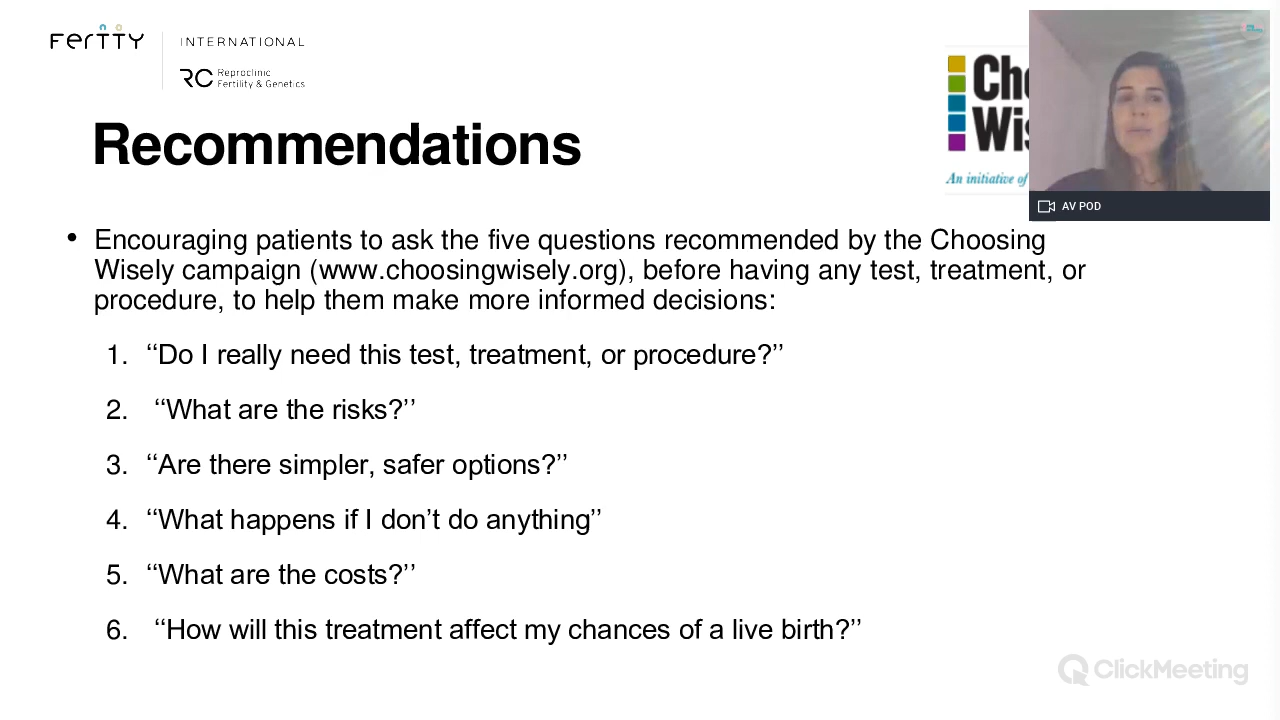 Fertty
INTERNATIONAL
RC Reproclinic
Fertility & Genetics
Recommendations
An initiative of
AV POD
• Encouraging patients to ask the five questions recommended by the Choosing
Wisely campaign (www.choosingwisely.org), before having any test, treatment, or
procedure, to help them make more informed decisions:
1. ‘‘Do I really need this test, treatment, or procedure?’’
2. ‘‘What are the risks?’’
3. ‘‘Are there simpler, safer options?’’
4. ‘‘What happens if I don’t do anything’’
5. ‘‘What are the costs?’’
6. ‘‘How will this treatment affect my chances of a live birth?’’
ClickMeeting